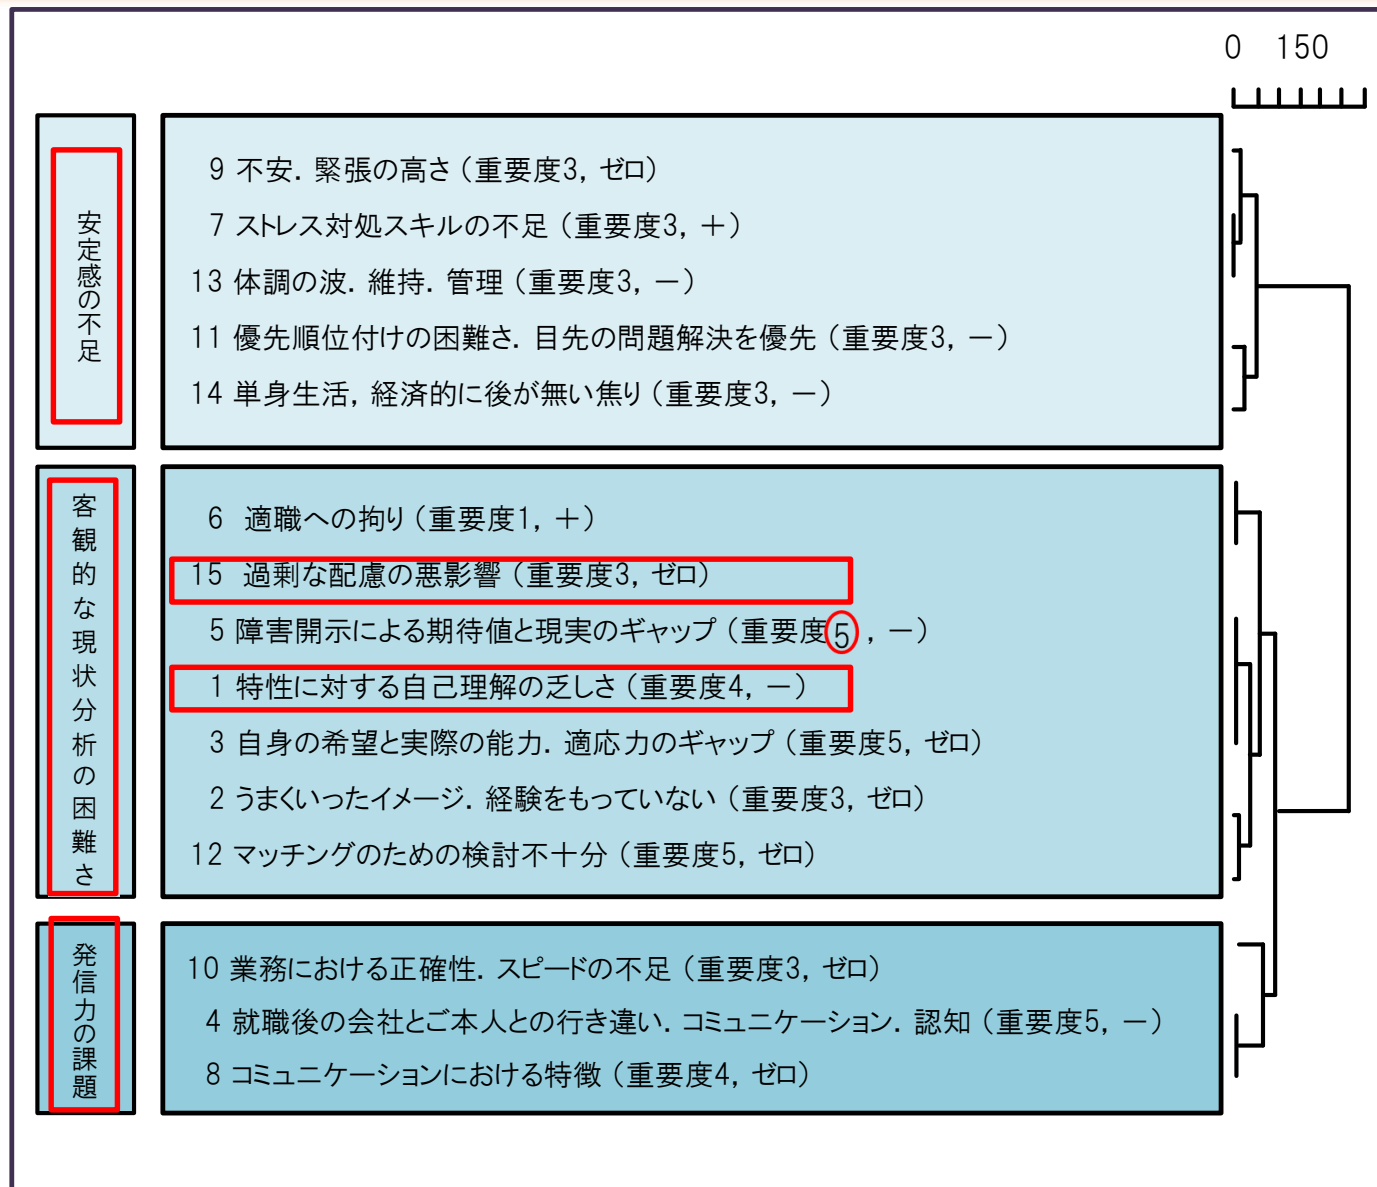 0 150
安定感の不足
9 不安. 緊張の高さ (重要度3, ゼロ)
7 ストレス対処スキルの不足 (重要度3, +)
13 体調の波. 維持. 管理 (重要度3, -)
11 優先順位付けの困難さ. 目先の問題解決を優先 (重要度3, -)
14 単身生活, 経済的に後が無い焦り (重要度3, -)
客観的な現状分析の困難さ
6 適職への拘り (重要度1, +)
15 過剰な配慮の悪影響 (重要度3, ゼロ)
5 障害開示による期待値と現実のギャップ (重要度5, -)
1 特性に対する自己理解の乏しさ (重要度4, -)
3 自身の希望と実際の能力. 適応力のギャップ (重要度5, ゼロ)
2 うまくいったイメージ. 経験をもっていない (重要度3, ゼロ)
12 マッチングのための検討不十分 (重要度5, ゼロ)
発信力の課題
10 業務における正確性. スピードの不足 (重要度3, ゼロ)
4 就職後の会社とご本人との行き違い. コミュニケーション. 認知 (重要度5, -)
8 コミュニケーションにおける特徴 (重要度4, ゼロ)